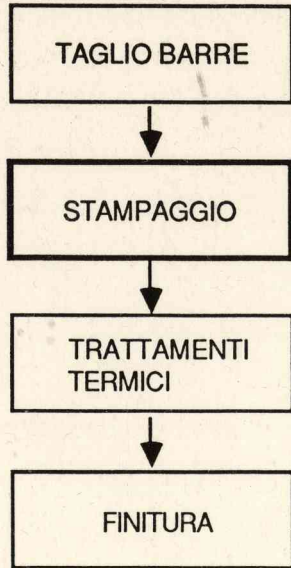 TAGLIO BARRE
STAMPAGGIO
TRATTAMENTI
TERMICI
FINITURA